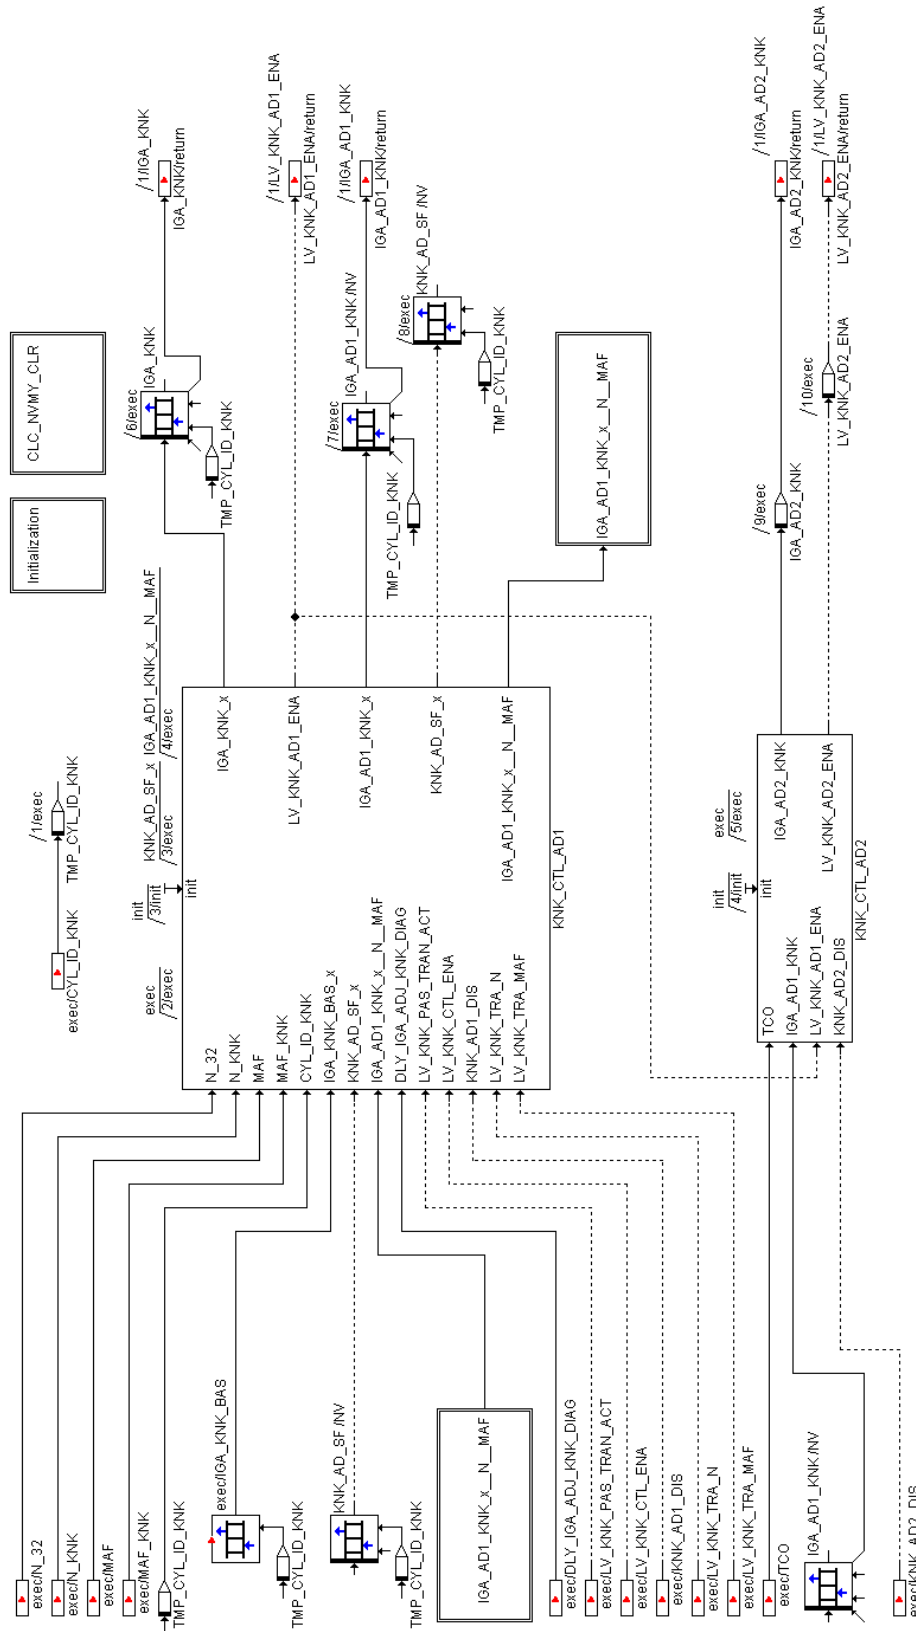 exec/CYL_ID_KNK
/1/exec
TMP_CYL_ID_KNK
Initialization
CLC_NVMY_CLR
exec/N_32
exec/N_KNK
exec/MAF
exec/MAF_KNK
TMP_CYL_ID_KNK
exec/IGA_KNK_BAS
TMP_CYL_ID_KNK
KNK_AD_SF /NV
TMP_CYL_ID_KNK
IGA_AD1_KNK_x__N__MAF
exec/DLY_IGA_ADJ_KNK_DIAG
exec/LV_KNK_PAS_TRAN_ACT
exec/LV_KNK_CTL_ENA
exec/KNK_AD1_DIS
exec/LV_KNK_TRA_N
exec/LV_KNK_TRA_MAF
exec
/2/exec
init
/3/init
KNK_AD_SF_x
/3/exec
IGA_AD1_KNK_x__N__MAF
/4/exec
init
N_32
N_KNK
MAF
MAF_KNK
CYL_ID_KNK
IGA_KNK_BAS_x
KNK_AD_SF_x
IGA_AD1_KNK_x__N__MAF
DLY_IGA_ADJ_KNK_DIAG
LV_KNK_PAS_TRAN_ACT
LV_KNK_CTL_ENA
KNK_AD1_DIS
LV_KNK_TRA_N
LV_KNK_TRA_MAF
IGA_KNK_x
LV_KNK_AD1_ENA
IGA_AD1_KNK_x
KNK_AD_SF_x
IGA_AD1_KNK_x__N__MAF
KNK_CTL_AD1
/6/exec
IGA_KNK
TMP_CYL_ID_KNK
/1/IGA_KNK
IGA_KNK/return
/1/LV_KNK_AD1_ENA
LV_KNK_AD1_ENA/return
/7/exec
IGA_AD1_KNK /NV
TMP_CYL_ID_KNK
/1/IGA_AD1_KNK
IGA_AD1_KNK/return
/8/exec
KNK_AD_SF /NV
TMP_CYL_ID_KNK
IGA_AD1_KNK_x__N__MAF
exec/TCO
IGA_AD1_KNK /NV
exec/KNK_AD2_DIS
init
/4/init
exec
/5/exec
init
TCO
IGA_AD1_KNK
LV_KNK_AD1_ENA
KNK_AD2_DIS
IGA_AD2_KNK
LV_KNK_AD2_ENA
KNK_CTL_AD2
/9/exec
IGA_AD2_KNK
/1/IGA_AD2_KNK
IGA_AD2_KNK/return
/10/exec
LV_KNK_AD2_ENA
/1/LV_KNK_AD2_ENA
LV_KNK_AD2_ENA/return